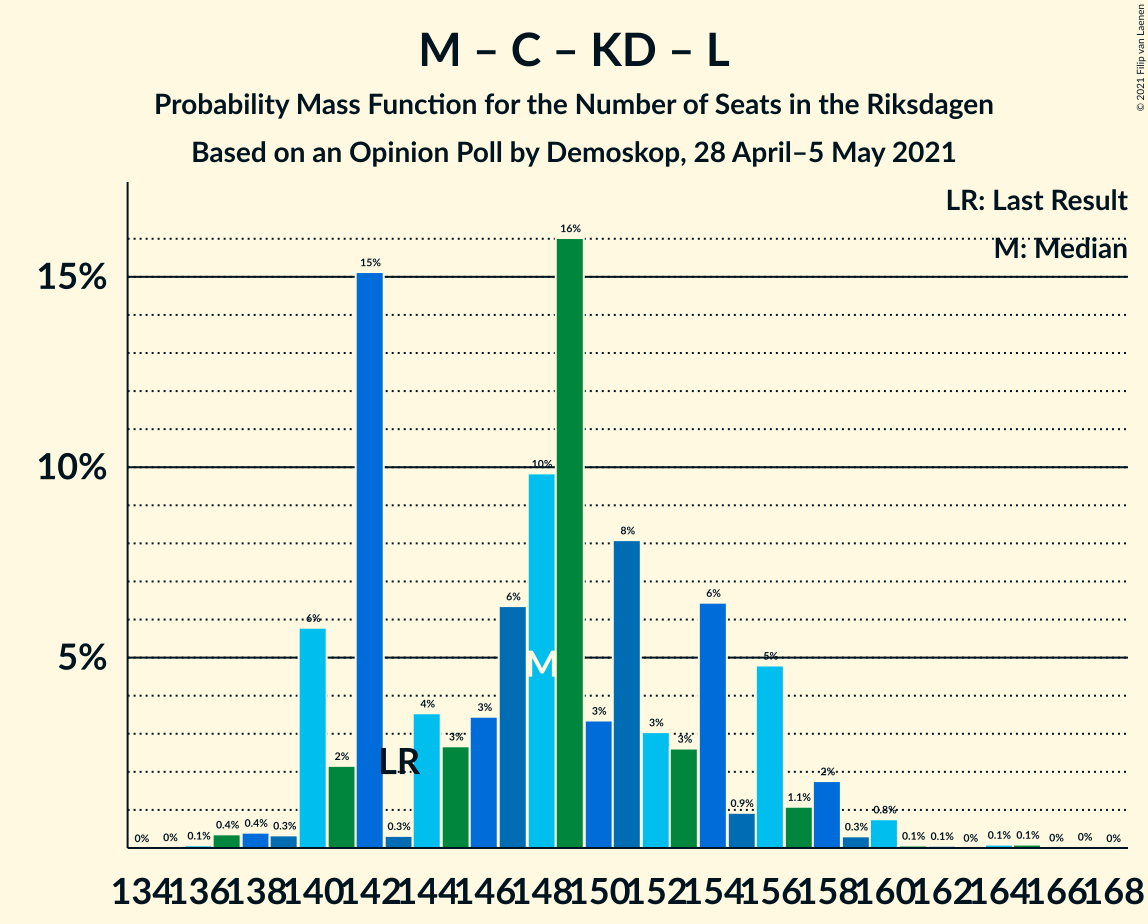 M – C – KD – L
Probability Mass Function for the Number of Seats in the Riksdagen
Based on an Opinion Poll by Demoskop, 28 April–5 May 2021
© 2021 Filip van Laenen
LR: Last Result
M: Median
15%
10%
5%
0% 0% 0.1% 0.4% 0.4% 0.3% 6% 2% 15% 0.3% 4% 3% 3% 6% 10% 16% 3% 8% 3% 3% 6% 0.9% 5% 1.1% 2% 0.3% 0.8% 0.1% 0.1% 0% 0.1% 0.1% 0% 0% 0%
LR
M
134 136 138 140 142 144 146 148 150 152 154 156 158 160 162 164 166 168